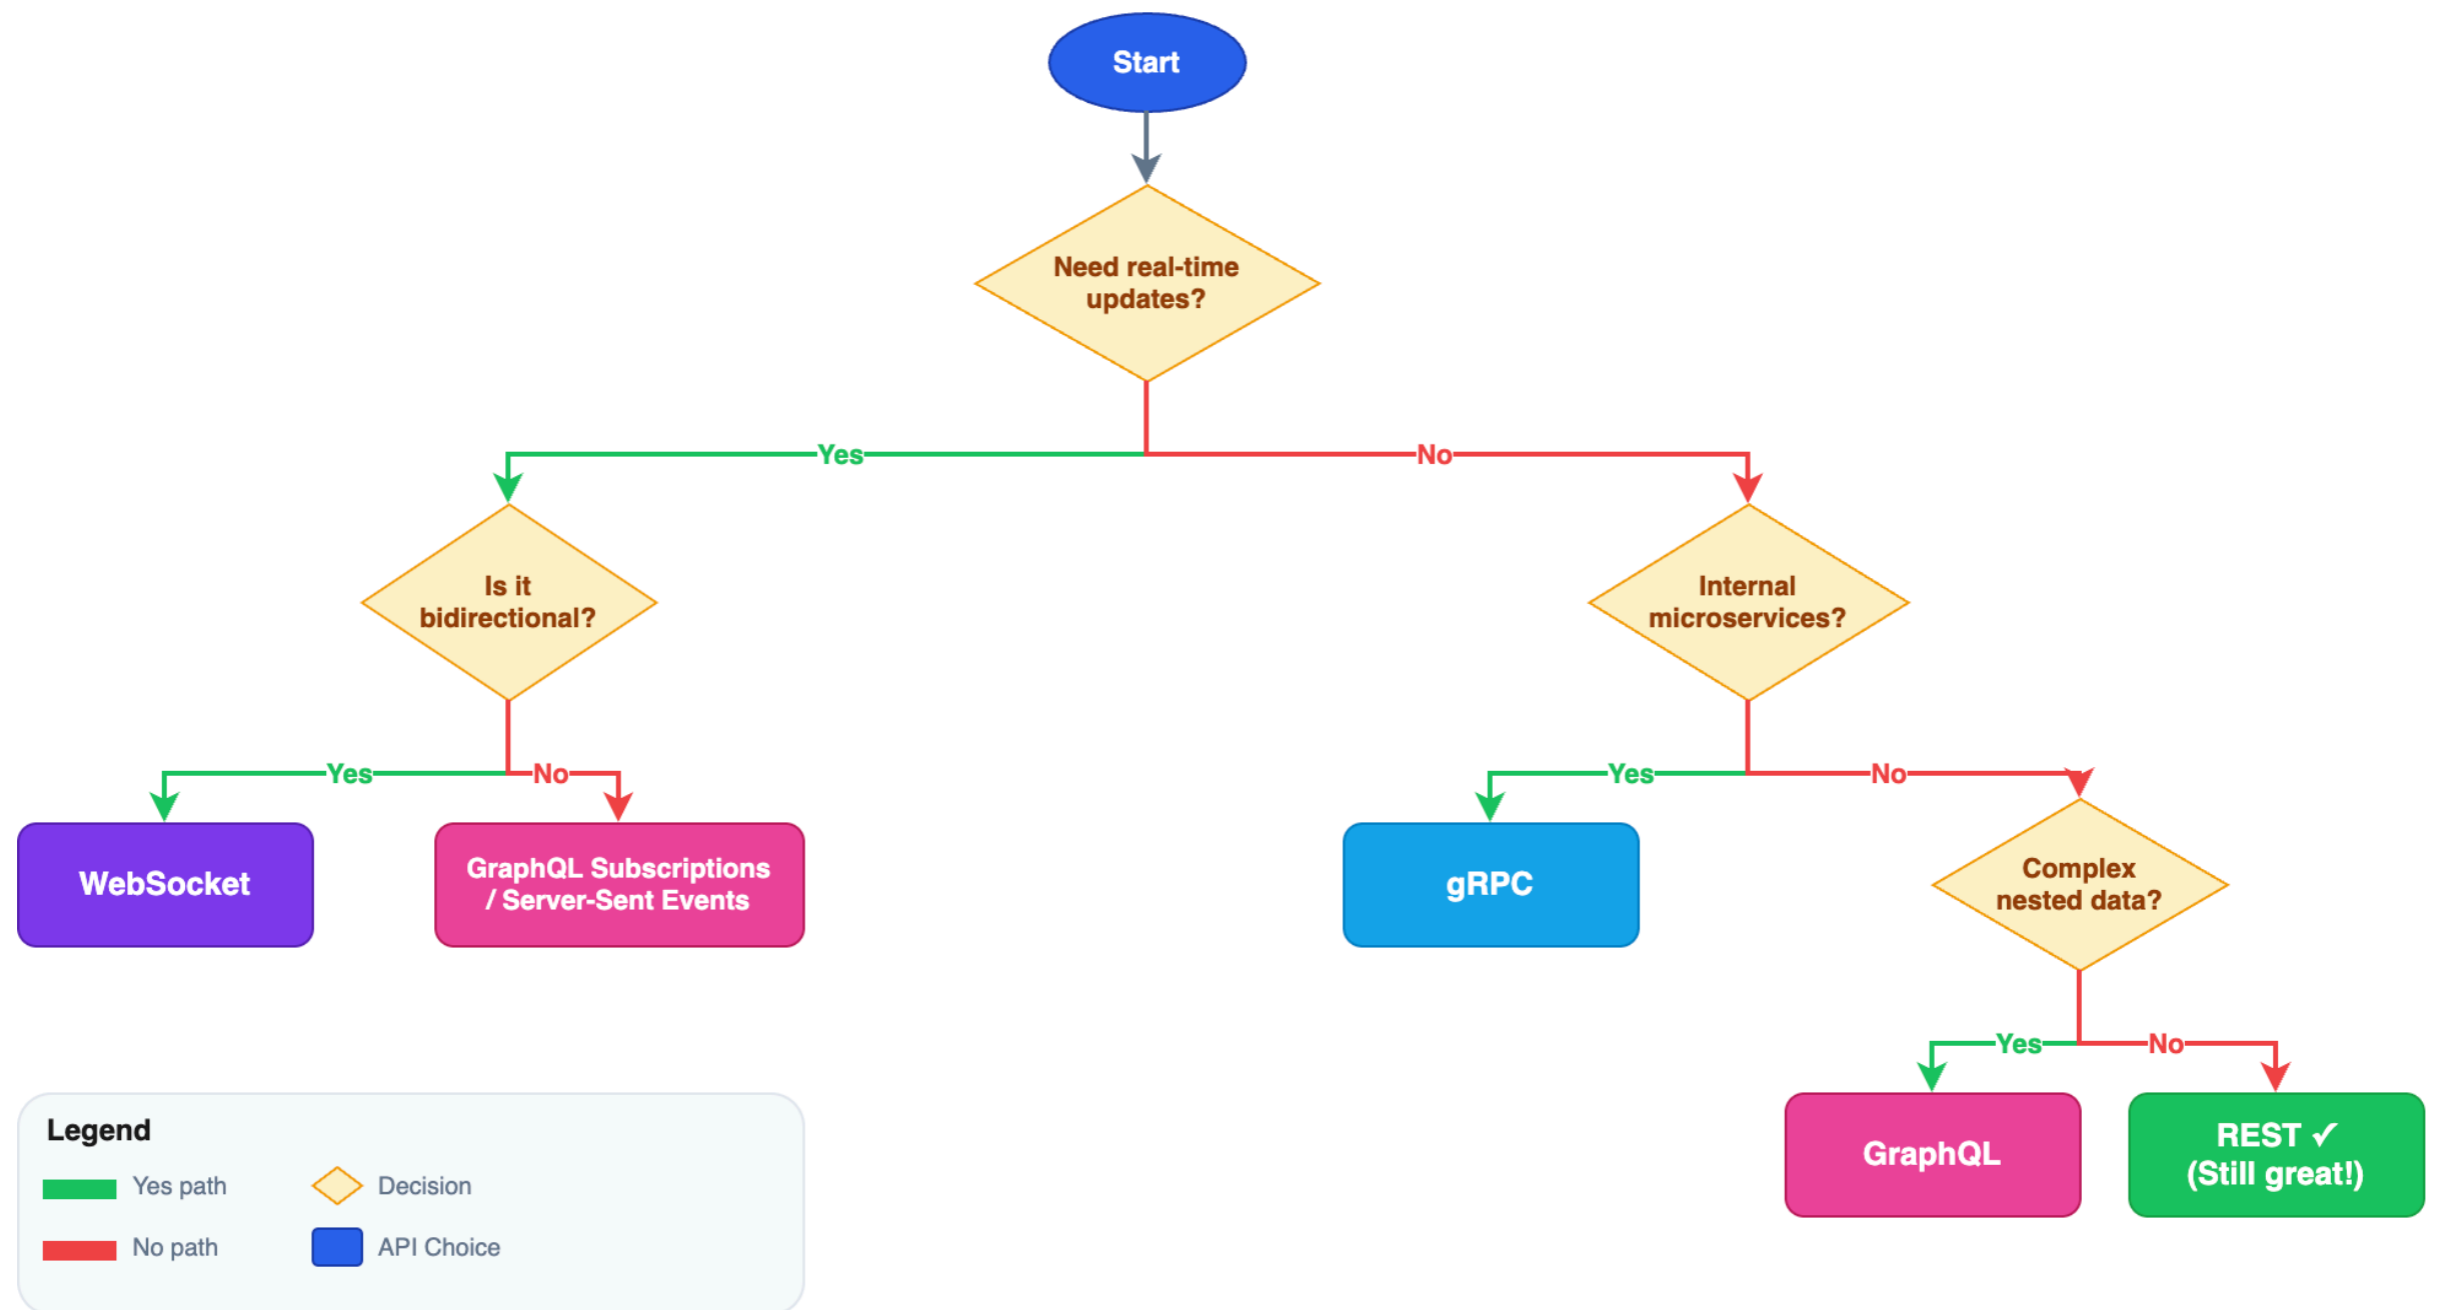 Start
Need real-time
updates?
Yes
No
Is it
bidirectional?
Internal
microservices?
Yes
No
Yes
No
WebSocket
GraphQL Subscriptions
/ Server-Sent Events
gRPC
Complex
nested data?
Yes
No
GraphQL
REST ✓
(Still great!)
Legend
Yes path
Decision
No path
API Choice